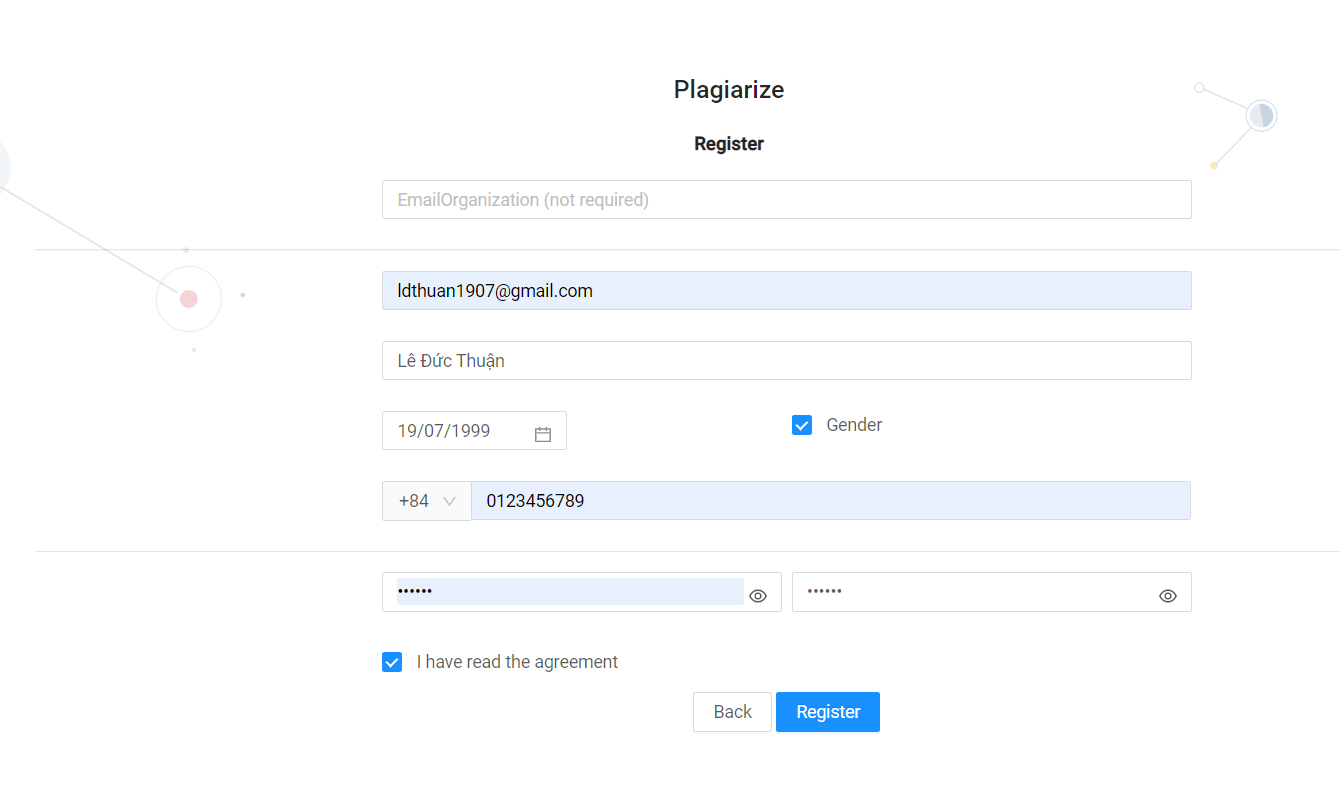 Plagiarize
Register
EmailOrganization (not required)
ldthuan1907@gmail.com
Lê Đức Thuận
19/07/1999 Gender
+84 0123456789
•••••• ••••••
I have read the agreement
Back Register